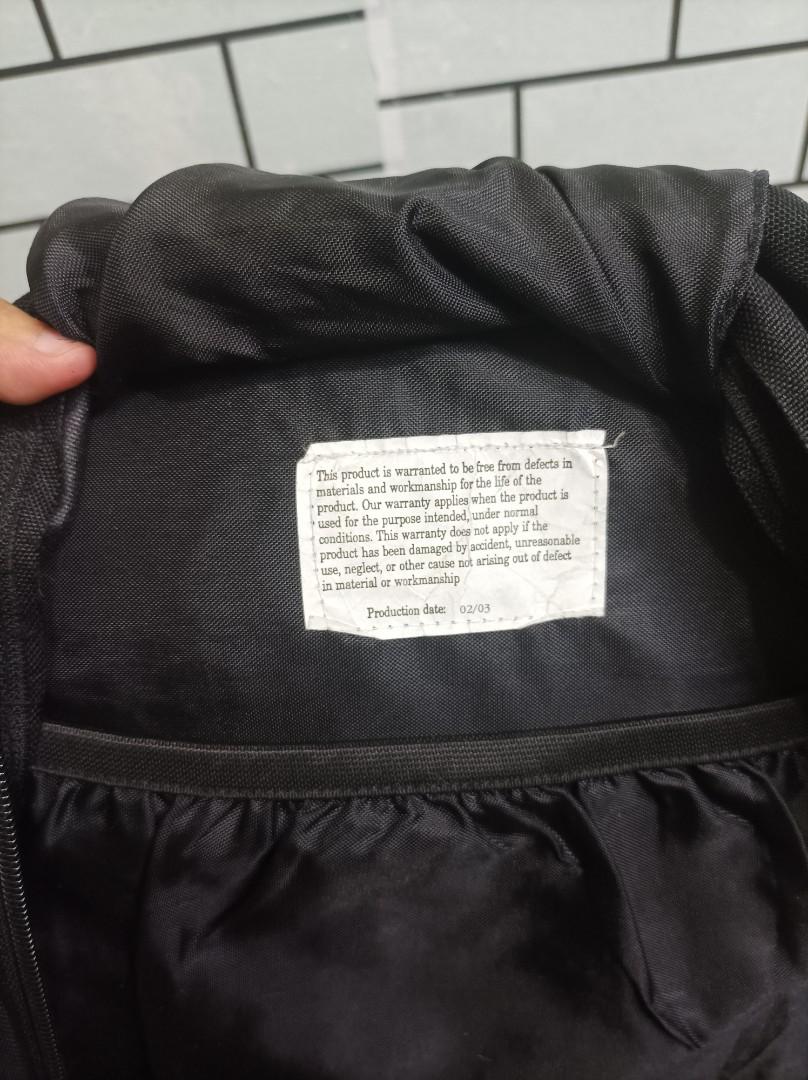 This product is warranted to be free from defects in
materials and workmanship for the life of the
product. Our warranty applies when the product is
used for the purpose intended, under normal
conditions. This warranty does not apply if the
product has been damaged by accident, unreasonable
use, neglect, or other cause not arising out of defect
in material or workmanship
Production date: 02/03